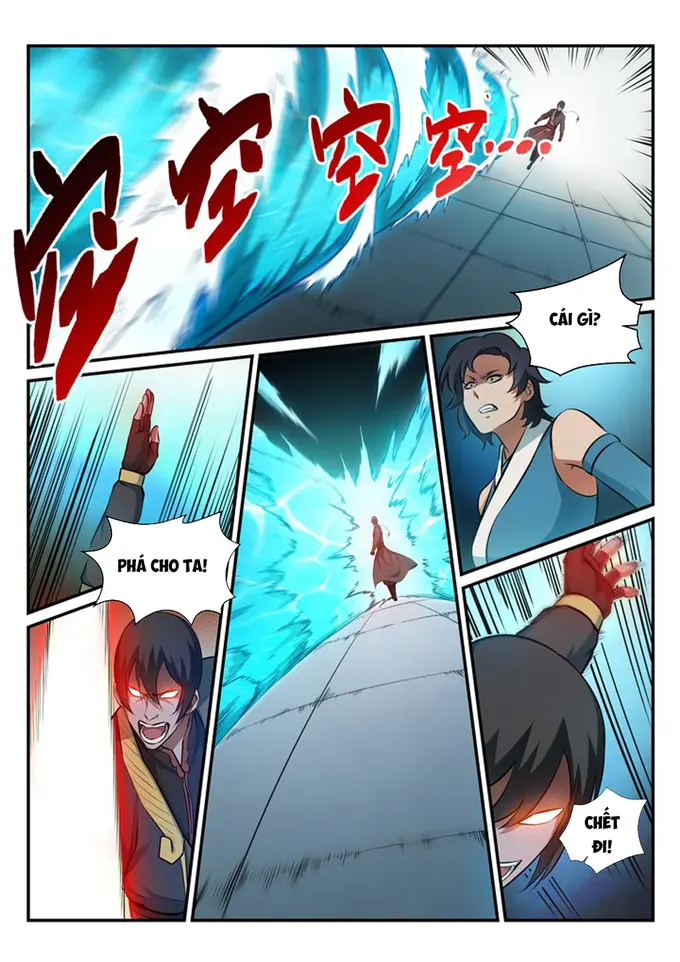 空空空空....
CÁI GÌ?
PHÁ CHO TA!
CHẾT
ĐI!